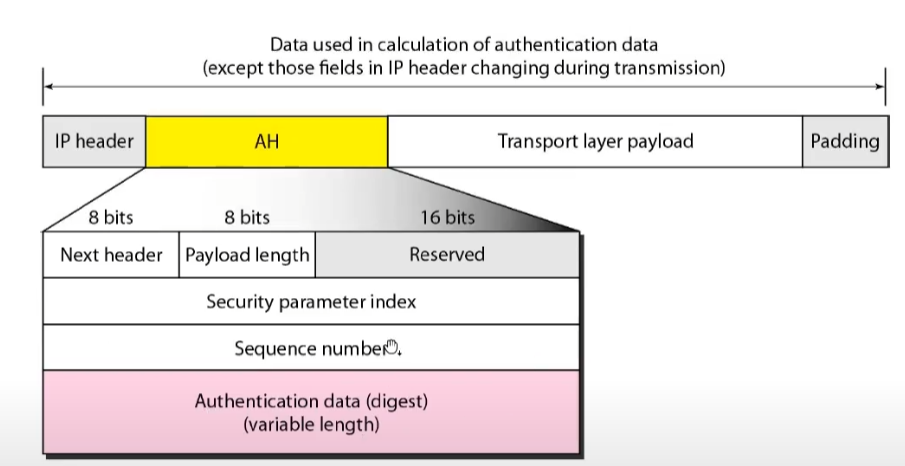 Data used in calculation of authentication data
(except those fields in IP header changing during transmission)
IP header
AH
Transport layer payload
Padding
8 bits
8 bits
16 bits
Next header
Payload length
Reserved
Security parameter index
Sequence number.
Authentication data (digest)
(variable length)